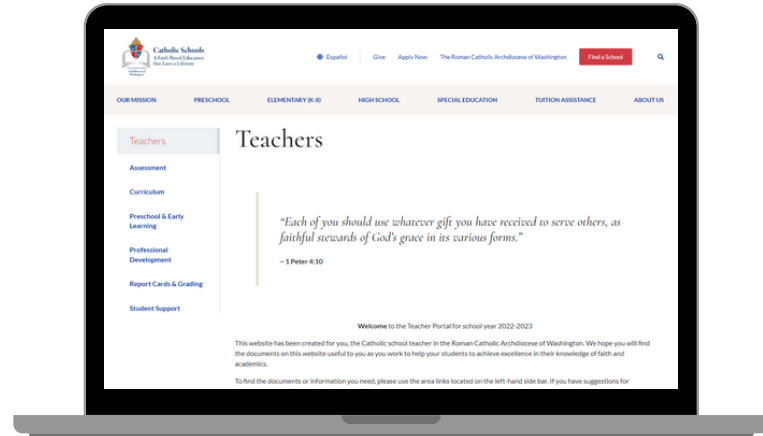 Catholic Schools
A Faith-Based Education
that Lasts a Lifetime
Español
Give
Apply Now
The Roman Catholic Archdiocese of Washington
Find a School
OUR MISSION
PRESCHOOL
ELEMENTARY (K-8)
HIGH SCHOOL
SPECIAL EDUCATION
TUITION ASSISTANCE
ABOUT US
Teachers
Assessment
Curriculum
Preschool & Early
Learning
Professional
Development
Report Cards & Grading
Student Support
Teachers
“Each of you should use whatever gift you have received to serve others, as
faithful stewards of God’s grace in its various forms.”
– 1 Peter 4:10
Welcome to the Teacher Portal for school year 2022-2023
This website has been created for you, the Catholic school teacher in the Roman Catholic Archdiocese of Washington. We hope you will find
the documents on this website useful to you as you work to help your students to achieve excellence in their knowledge of faith and
academics.
To find the documents or information you need, please use the area links located on the left-hand side bar. If you have suggestions for